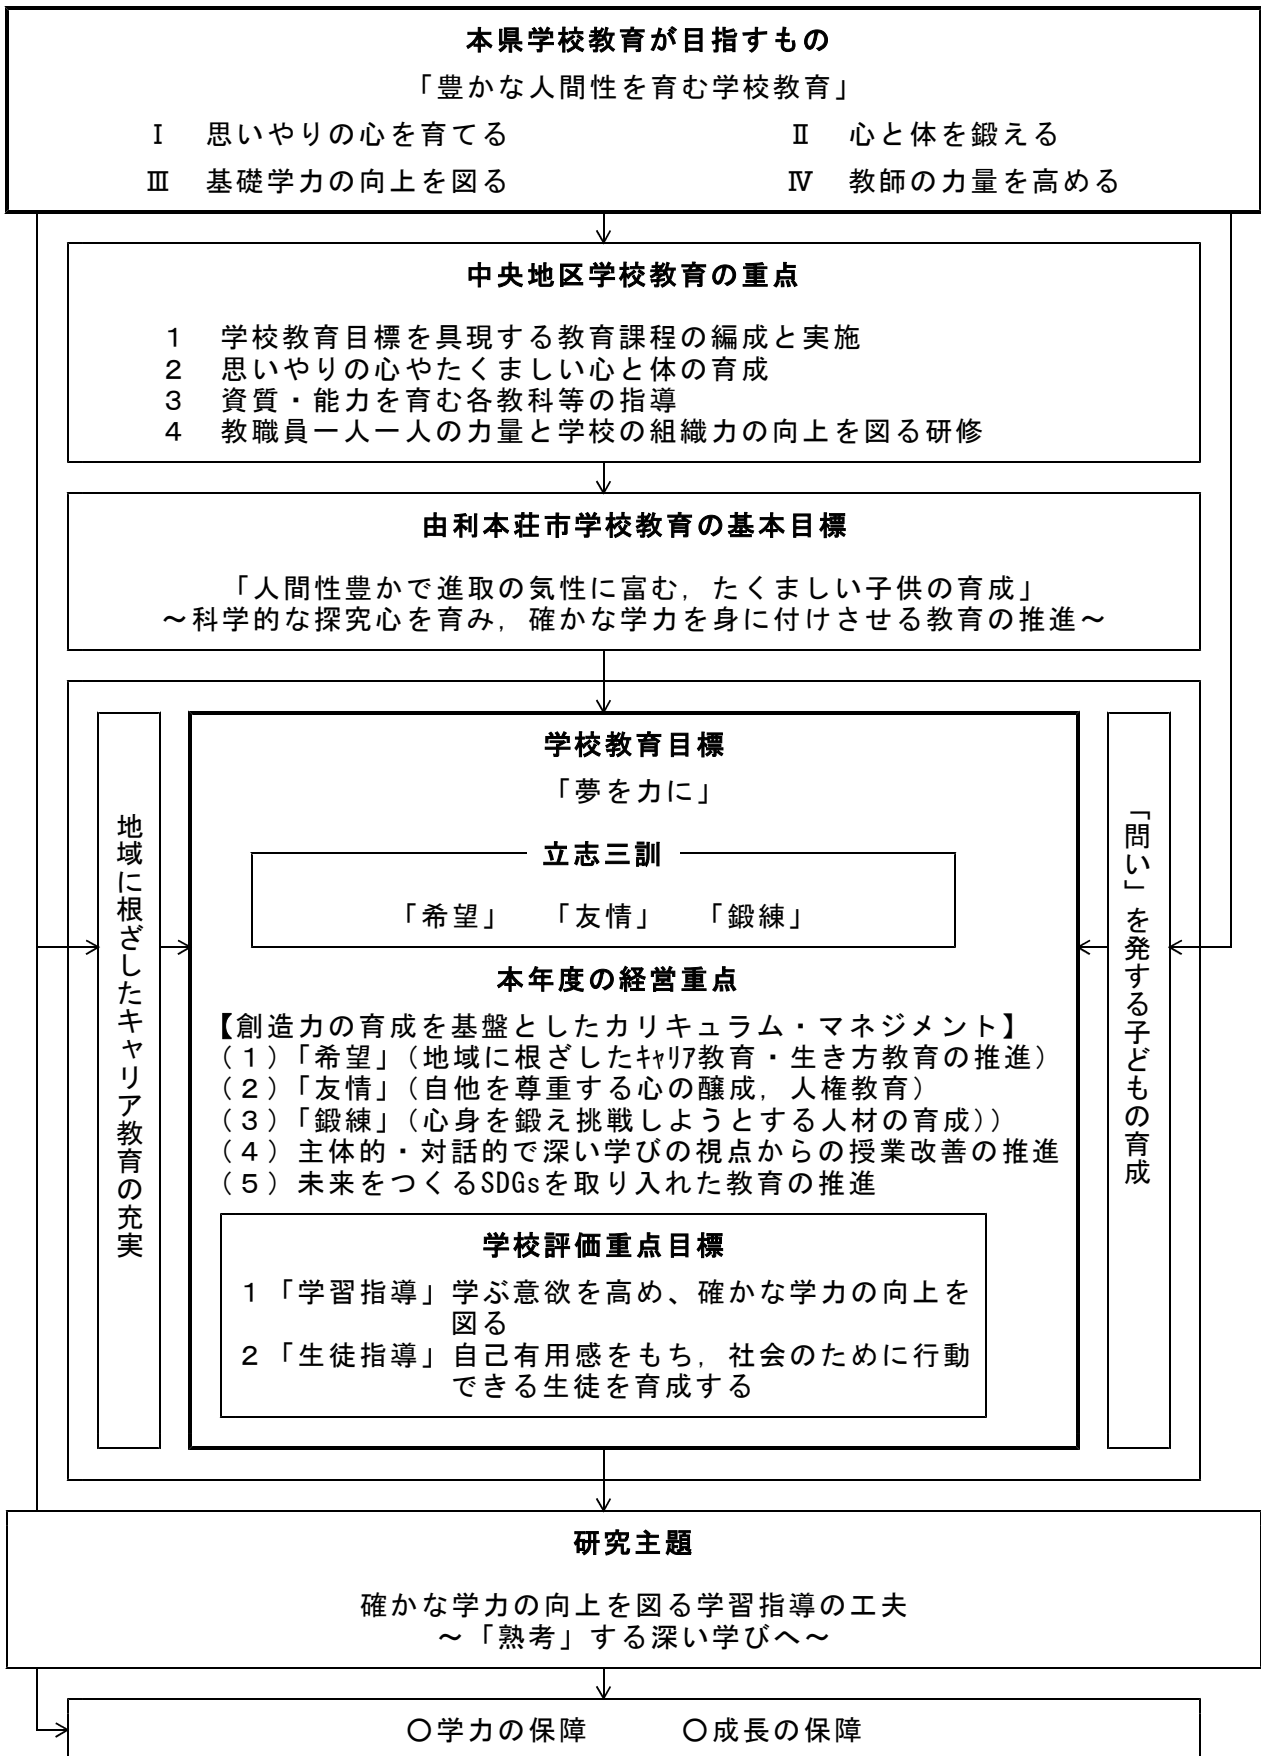 本県学校教育が目指すもの
「豊かな人間性を育む学校教育」
Ⅰ 思いやりの心を育てる Ⅱ 心と体を鍛える
Ⅲ 基礎学力の向上を図る Ⅳ 教師の力量を高める
中央地区学校教育の重点
１ 学校教育目標を具現する教育課程の編成と実施
２ 思いやりの心やたくましい心と体の育成
３ 資質・能力を育む各教科等の指導
４ 教職員一人一人の力量と学校の組織力の向上を図る研修
由利本荘市学校教育の基本目標
「人間性豊かで進取の気性に富む，たくましい子供の育成」
～科学的な探究心を育み，確かな学力を身に付けさせる教育の推進～
地域に根ざしたキャリア教育の充実
学校教育目標
「夢を力に」
立志三訓
「希望」 「友情」 「鍛練」
本年度の経営重点
【創造力の育成を基盤としたカリキュラム・マネジメント】
（１）「希望」（地域に根ざしたｷｬﾘｱ教育・生き方教育の推進）
（２）「友情」（自他を尊重する心の醸成，人権教育）
（３）「鍛練」（心身を鍛え挑戦しようとする人材の育成））
（４）主体的・対話的で深い学びの視点からの授業改善の推進
（５）未来をつくるSDGsを取り入れた教育の推進
学校評価重点目標
１「学習指導」学ぶ意欲を高め、確かな学力の向上を
図る
２「生徒指導」自己有用感をもち，社会のために行動
できる生徒を育成する
「問い」を発する子どもの育成
研究主題
確かな学力の向上を図る学習指導の工夫
～「熟考」する深い学びへ～
○学力の保障 ○成長の保障